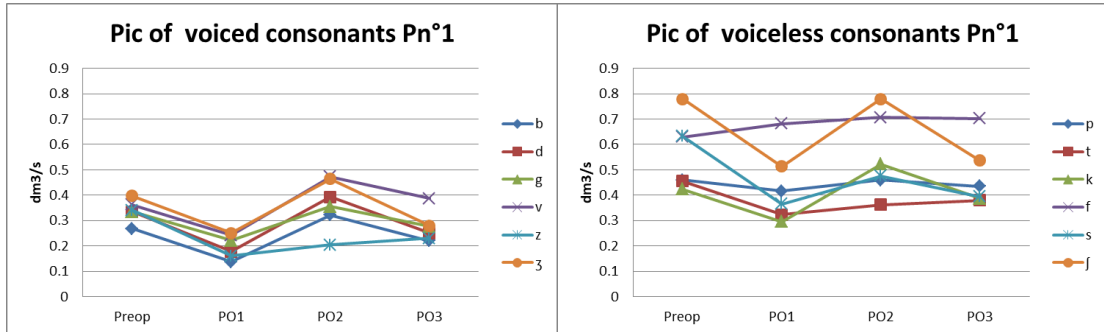 Pic of voiced consonants Pn°1
0.9
0.8
0.7
0.6
0.5
0.4
0.3
0.2
0.1
0
dm3/s
Preop PO1 PO2 PO3
b
d
g
v
z
ʒ
Pic of voiceless consonants Pn°1
0.9
0.8
0.7
0.6
0.5
0.4
0.3
0.2
0.1
0
dm3/s
Preop PO1 PO2 PO3
p
t
k
f
s
ʃ